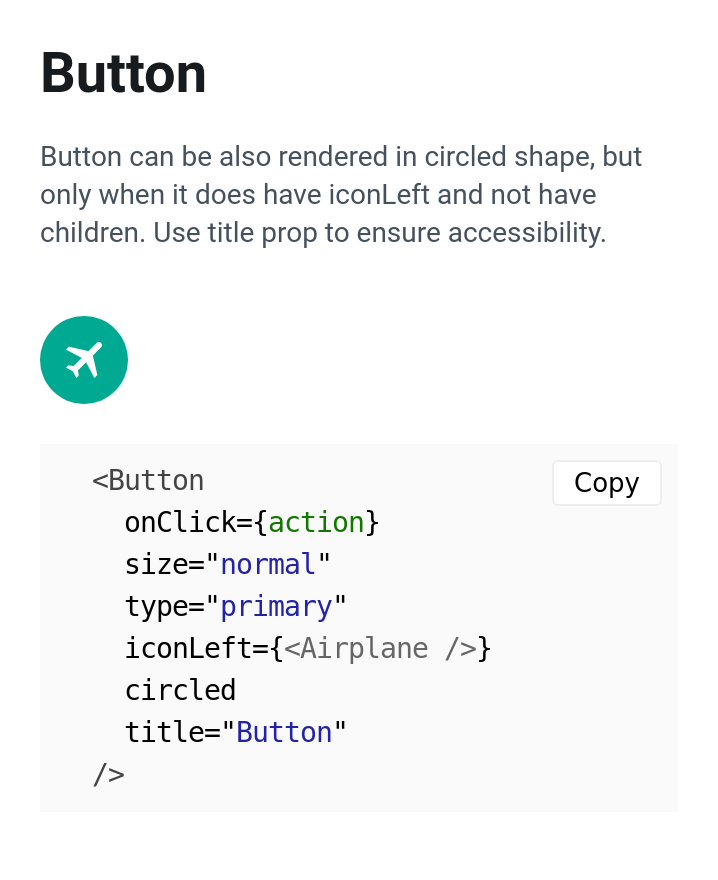 Button
Button can be also rendered in circled shape, but
only when it does have iconLeft and not have
children. Use title prop to ensure accessibility.
Copy
<Button
  onClick={action}
  size="normal"
  type="primary"
  iconLeft={<Airplane />}
  circled
  title="Button"
/>